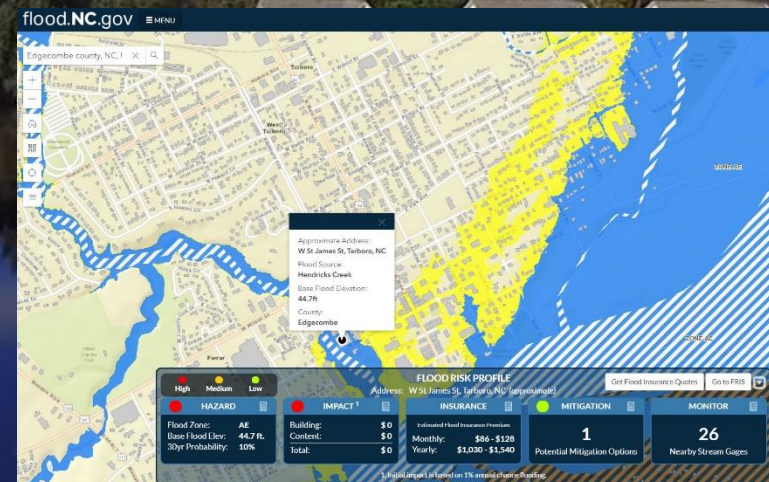 flood.NC.gov MENU
Edgecombe county, NC, U
Tarboro
West
Tarboro
ZONE AE
Approximate Address:
W St James St, Tarboro, NC
Flood Source:
Hendricks Creek
Base Flood Elevation:
44.7ft
County:
Edgecombe
ZONE AE
Farrar
High Medium Low
FLOOD RISK PROFILE
Address: W St James St, Tarboro, NC (approximate)
Get Flood Insurance Quotes
Go to FRIS
HAZARD
Flood Zone: AE
Base Flood Elev: 44.7 ft.
30yr Probability: 10%
IMPACT 1
Building: $0
Content: $0
Total: $0
INSURANCE
Estimated Flood Insurance Premium
Monthly: $86 - $128
Yearly: $1,030 - $1,540
MITIGATION
1
Potential Mitigation Options
MONITOR
26
Nearby Stream Gages
1. Initial impact is based on 1% annual chance flooding.